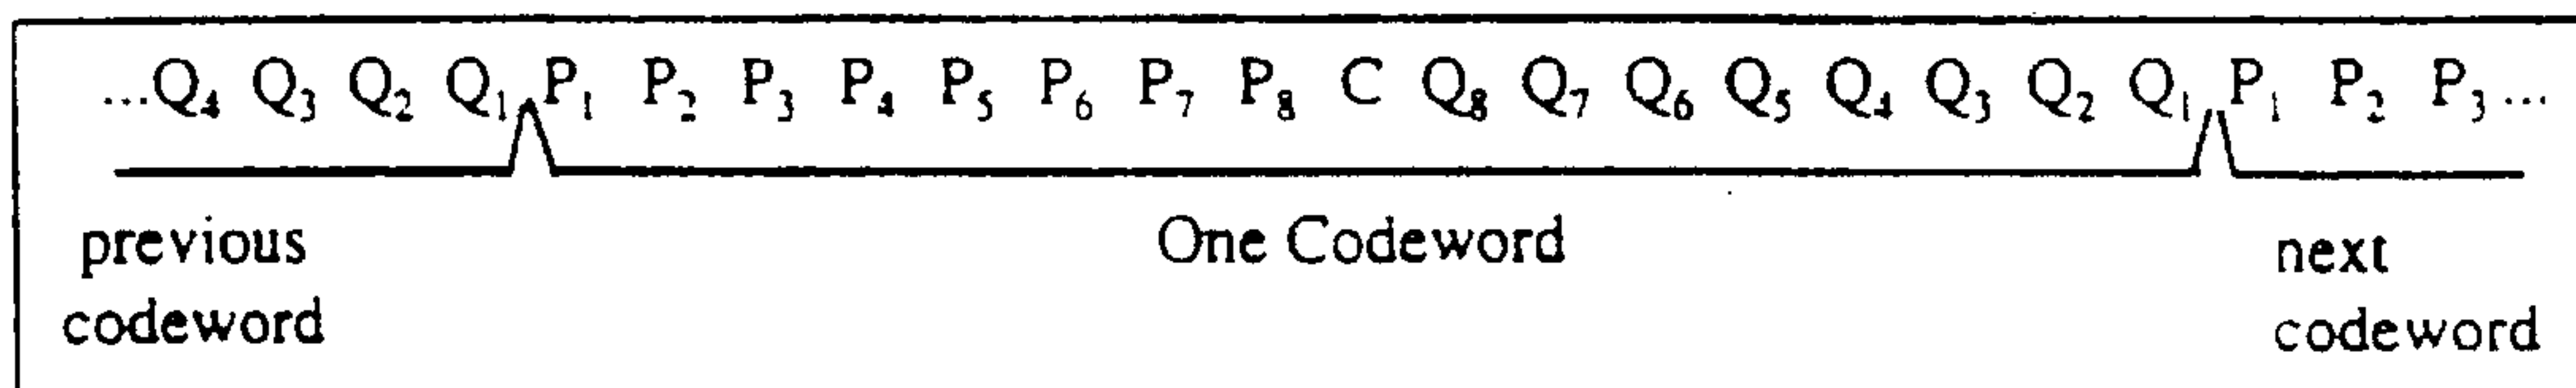 ...Q₄ Q₃ Q₂ Q₁ P₁ P₂ P₃ P₄ P₅ P₆ P₇ P₈ C Q₈ Q₇ Q₆ Q₅ Q₄ Q₃ Q₂ Q₁ P₁ P₂ P₃...
previous One Codeword next
codeword codeword